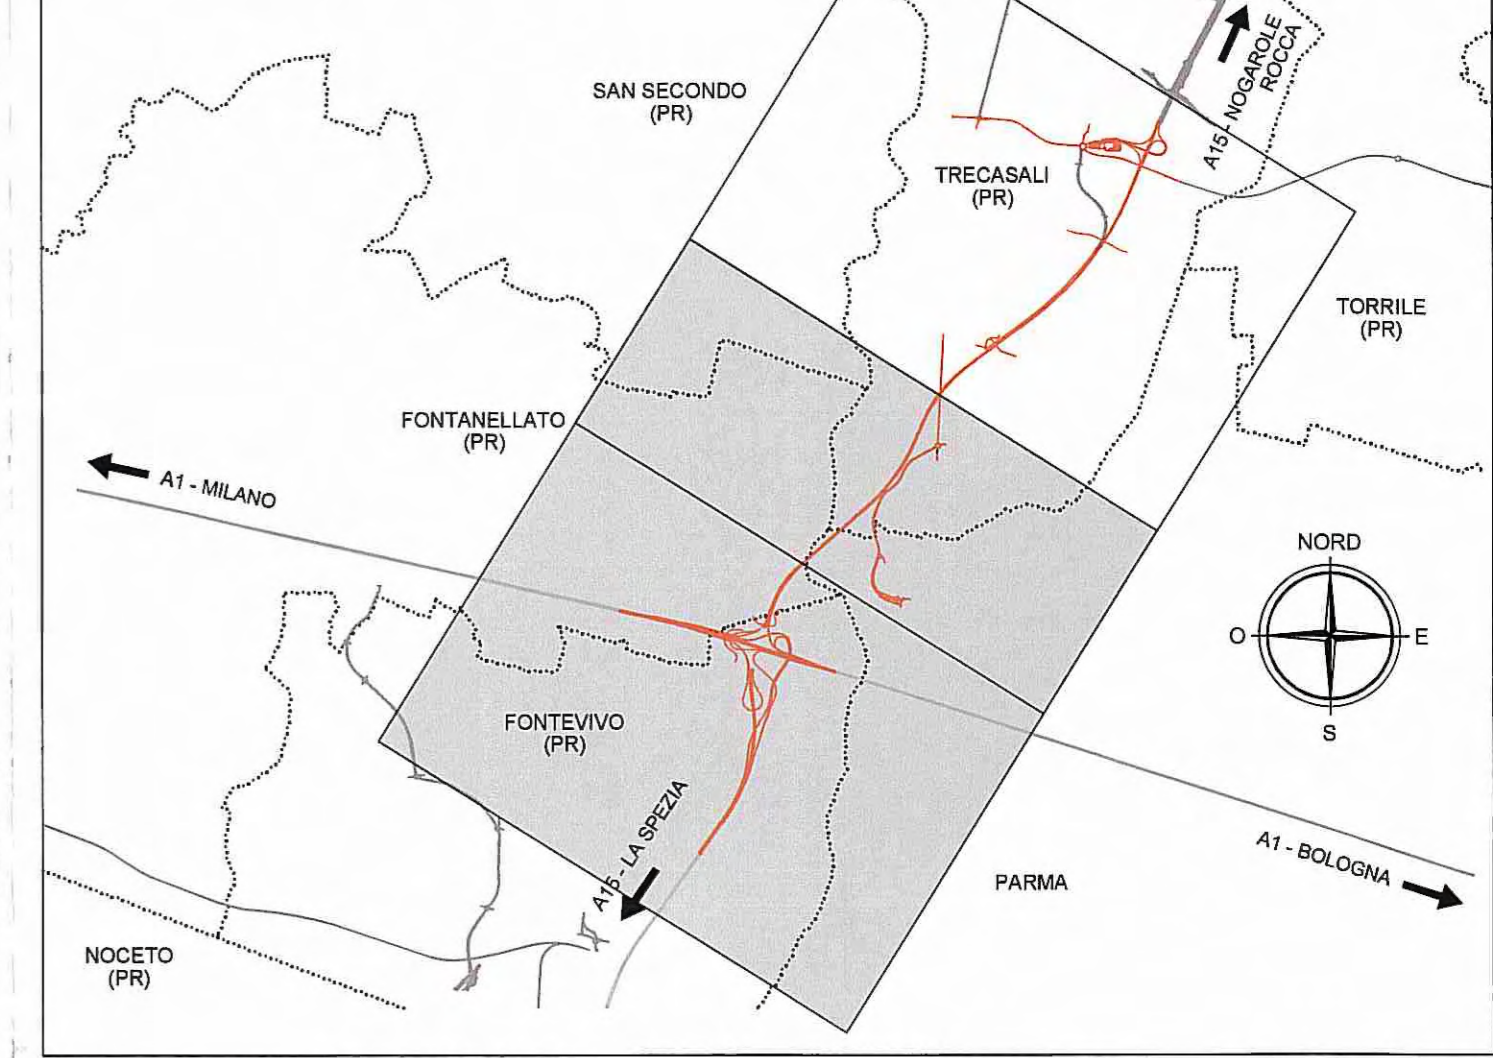 A15 - NOGAROLE
ROCCA
SAN SECONDO
(PR)
TRECASALI
(PR)
TORRILE
(PR)
FONTANELLATO
(PR)
A1 - MILANO
NORD
O
E
S
FONTEVIVO
(PR)
A15 - LA SPEZIA
A1 - BOLOGNA
PARMA
NOCETO
(PR)